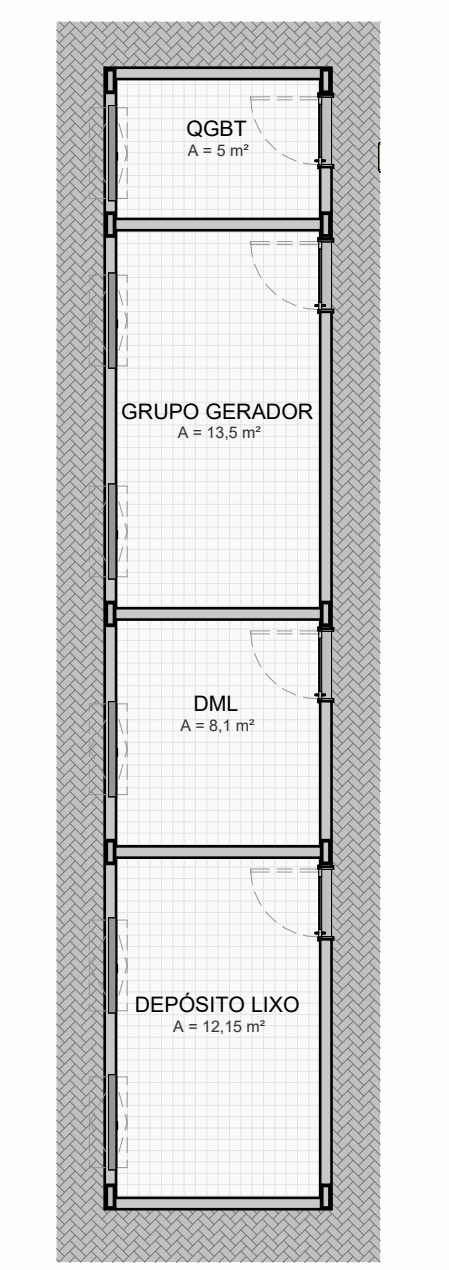 QGBT
A = 5 m²
GRUPO GERADOR
A = 13,5 m²
DML
A = 8,1 m²
DEPÓSITO LIXO
A = 12,15 m²